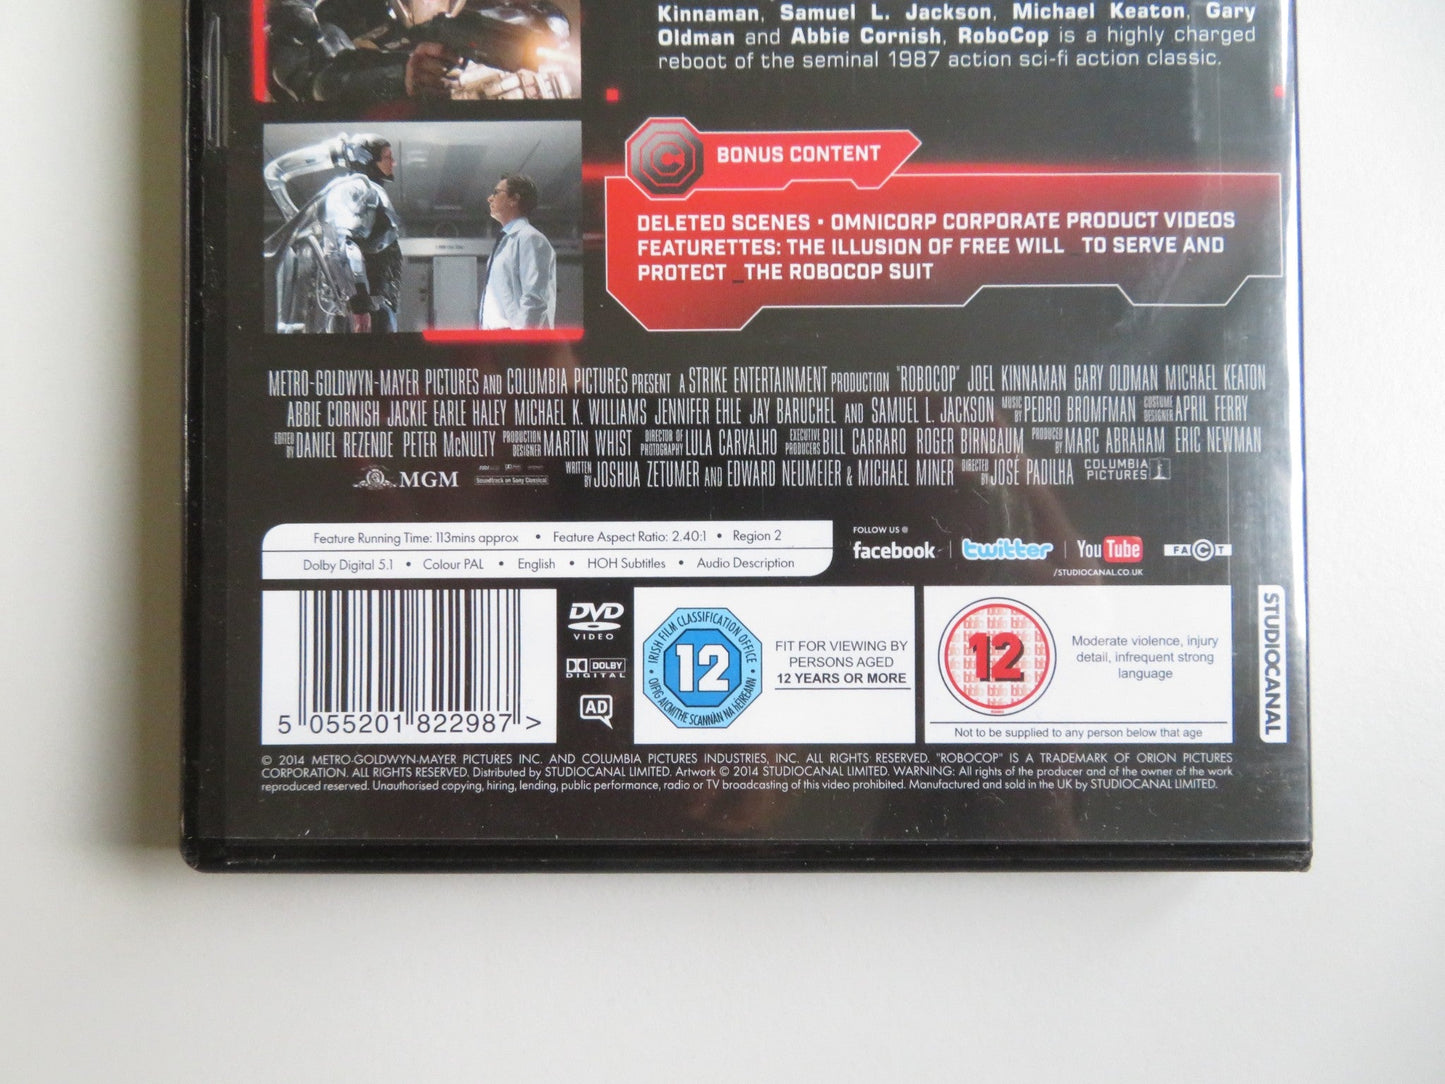 Kinnaman, Samuel L. Jackson, Michael Keaton, Gary
Oldman and Abbie Cornish, RoboCop is a highly charged
reboot of the seminal 1987 action sci-fi action classic.
BONUS CONTENT
DELETED SCENES • OMNICORP CORPORATE PRODUCT VIDEOS
FEATURETTES: THE ILLUSION OF FREE WILL _TO SERVE AND
PROTECT _THE ROBOCOP SUIT
METRO-GOLDWYN-MAYER PICTURES AND COLUMBIA PICTURES PRESENT A STRIKE ENTERTAINMENT PRODUCTION "ROBOCOP" JOEL KINNAMAN GARY OLDMAN MICHAEL KEATON
ABBIE CORNISH JACKIE EARLE HALEY MICHAEL K. WILLIAMS JENNIFER EHLE JAY BARUCHEL AND SAMUEL L. JACKSON MUSIC BY PEDRO BROMFMAN COSTUME DESIGNER APRIL FERRY
EDITED BY DANIEL REZENDE PETER McNULTY PRODUCTION DESIGNER MARTIN WHIST DIRECTOR OF PHOTOGRAPHY LULA CARVALHO EXECUTIVE PRODUCERS BILL CARRARO ROGER BIRNBAUM PRODUCED BY MARC ABRAHAM ERIC NEWMAN
MGM Soundtrack on Sony Classical WRITTEN BY JOSHUA ZETUMER AND EDWARD NEUMEIER & MICHAEL MINER DIRECTED BY JOSÉ PADILHA COLUMBIA PICTURES
Feature Running Time: 113mins approx • Feature Aspect Ratio: 2.40:1 • Region 2
Dolby Digital 5.1 • Colour PAL • English • HOH Subtitles • Audio Description
FOLLOW US @
facebook | twitter | YouTube
/STUDIOCANAL.CO.UK
FACT
5 055201 822987 >
DVD
VIDEO
DOLBY
DIGITAL
AD
IRISH FILM CLASSIFICATION OFFICE
12
OIFIG AICMITHE SCANNÁN NA hÉIREANN
FIT FOR VIEWING BY
PERSONS AGED
12 YEARS OR MORE
12
Moderate violence, injury
detail, infrequent strong
language
Not to be supplied to any person below that age
STUDIOCANAL
© 2014 METRO-GOLDWYN-MAYER PICTURES INC. AND COLUMBIA PICTURES INDUSTRIES, INC. ALL RIGHTS RESERVED. "ROBOCOP" IS A TRADEMARK OF ORION PICTURES
CORPORATION. ALL RIGHTS RESERVED. Distributed by STUDIOCANAL LIMITED. Artwork © 2014 STUDIOCANAL LIMITED. WARNING: All rights of the producer and of the owner of the work
reproduced reserved. Unauthorised copying, hiring, lending, public performance, radio or TV broadcasting of this video prohibited. Manufactured and sold in the UK by STUDIOCANAL LIMITED.